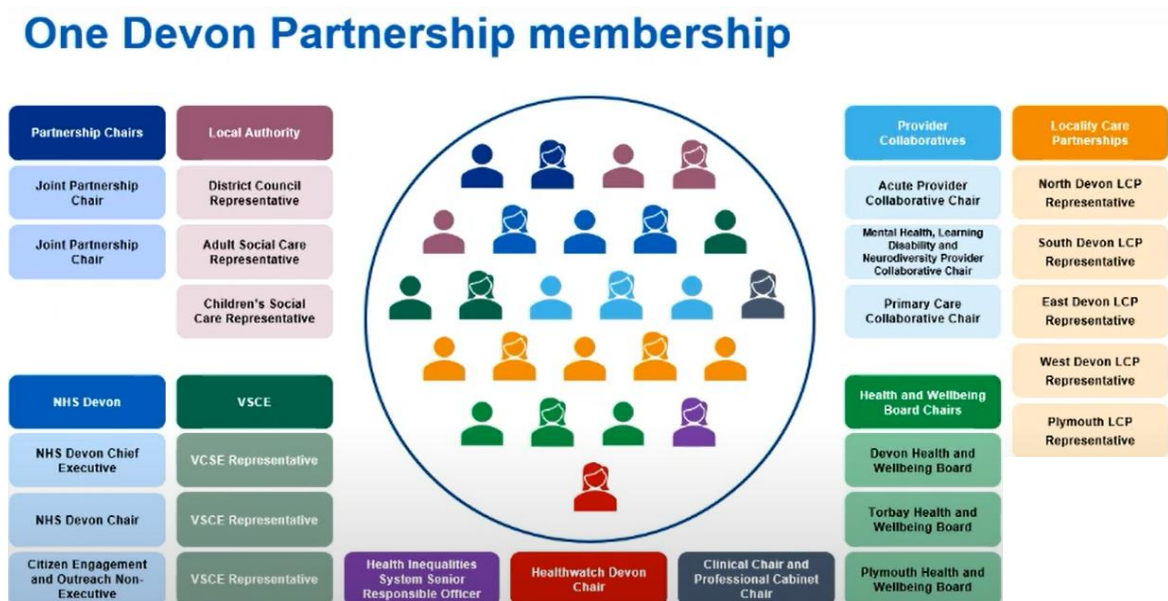 One Devon Partnership membership
Partnership Chairs
Joint Partnership
Chair
Joint Partnership
Chair
Local Authority
District Council
Representative
Adult Social Care
Representative
Children's Social
Care Representative
Provider
Collaboratives
Acute Provider
Collaborative Chair
Mental Health, Learning
Disability and
Neurodiversity Provider
Collaborative Chair
Primary Care
Collaborative Chair
Locality Care
Partnerships
North Devon LCP
Representative
South Devon LCP
Representative
East Devon LCP
Representative
West Devon LCP
Representative
Plymouth LCP
Representative
NHS Devon
NHS Devon Chief
Executive
NHS Devon Chair
Citizen Engagement
and Outreach Non-
Executive
VSCE
VCSE Representative
VSCE Representative
VSCE Representative
Health Inequalities
System Senior
Responsible Officer
Healthwatch Devon
Chair
Clinical Chair and
Professional Cabinet
Chair
Health and Wellbeing
Board Chairs
Devon Health and
Wellbeing Board
Torbay Health and
Wellbeing Board
Plymouth Health and
Wellbeing Board